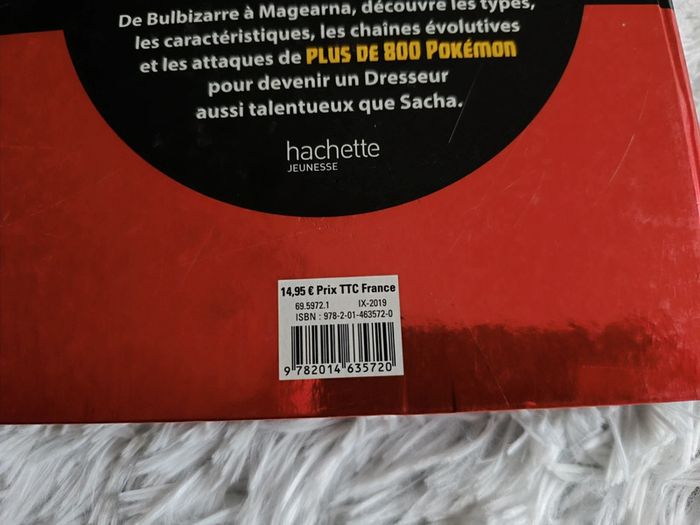 De Bulbizarre à Magearna, découvre les types,
les caractéristiques, les chaînes évolutives
et les attaques de PLUS DE 800 POKÉMON
pour devenir un Dresseur
aussi talentueux que Sacha.
hachette
JEUNESSE
14,95 € Prix TTC France
69.5972.1 IX-2019
ISBN : 978-2-01-463572-0
9 782014 635720